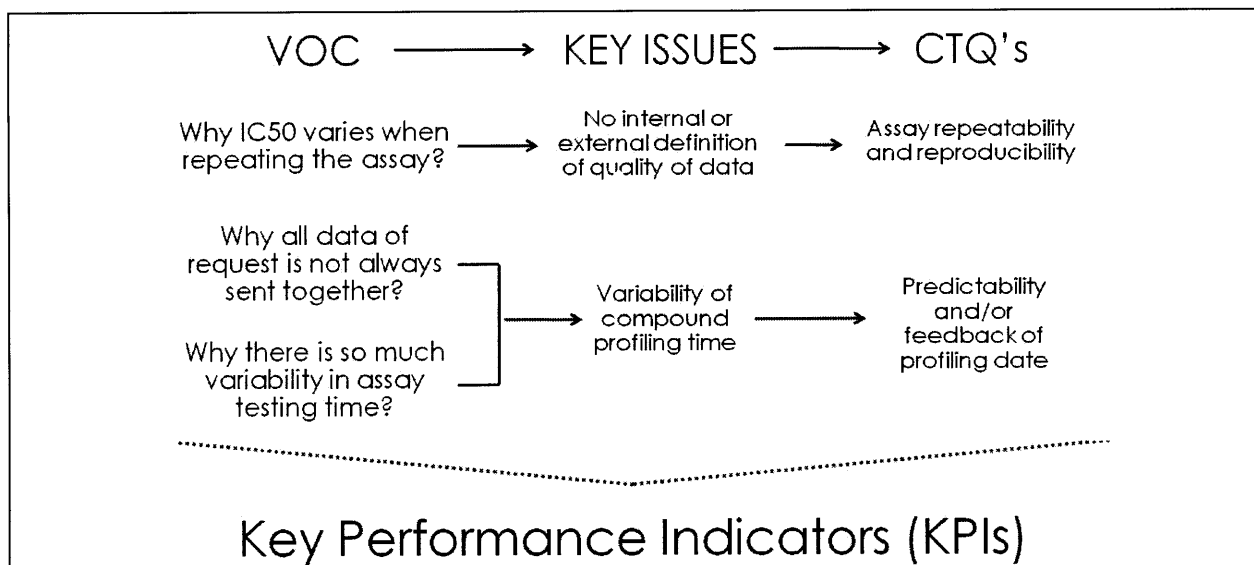 VOC KEY ISSUES CTQ's
Why IC50 varies when
repeating the assay?
No internal or
external definition
of quality of data
Assay repeatability
and reproducibility
Why all data of
request is not always
sent together?
Why there is so much
variability in assay
testing time?
Variability of
compound
profiling time
Predictability
and/or
feedback of
profiling date
Key Performance Indicators (KPIs)